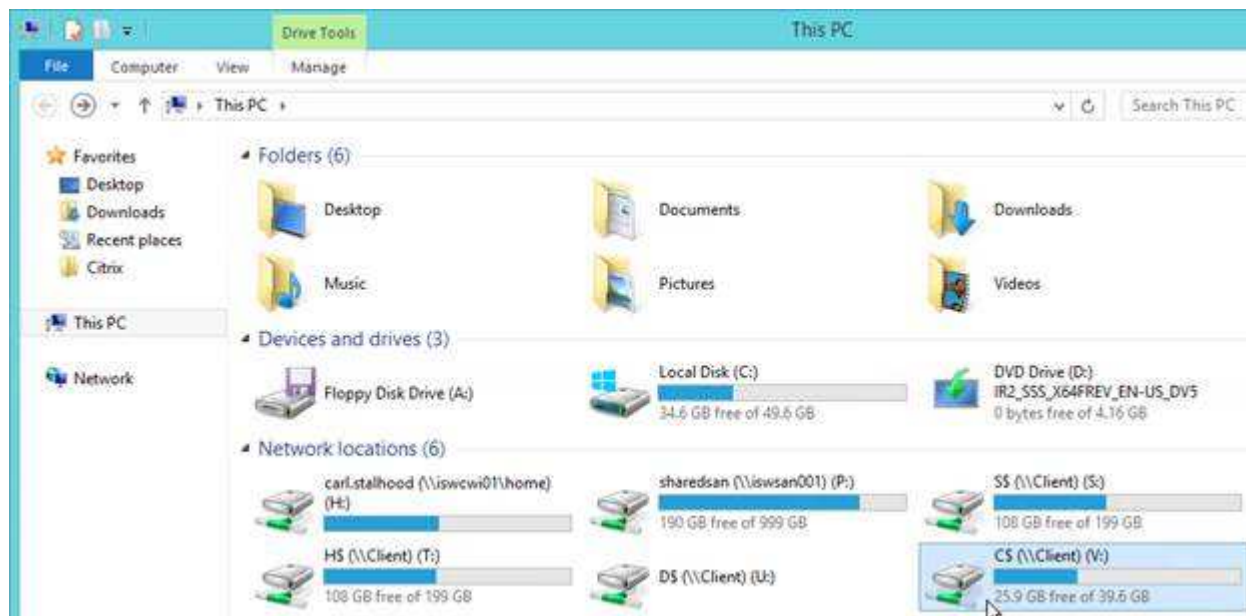 Drive Tools
This PC
File Computer View Manage
This PC
Search This PC
Favorites
Desktop
Downloads
Recent places
Citrix
This PC
Network
Folders (6)
Desktop
Documents
Downloads
Music
Pictures
Videos
Devices and drives (3)
Floppy Disk Drive (A:)
Local Disk (C:)
34.6 GB free of 49.6 GB
DVD Drive (D:)
IR2_SSS_X64FREV_EN-US_DV5
0 bytes free of 4.16 GB
Network locations (6)
carl.stalhood (\\iswcwi01\home)
(H:)
sharedsan (\\iswsan001) (P:)
190 GB free of 999 GB
S$ (\\Client) (S:)
108 GB free of 199 GB
H$ (\\Client) (T:)
108 GB free of 199 GB
D$ (\\Client) (U:)
C$ (\\Client) (V:)
25.9 GB free of 39.6 GB